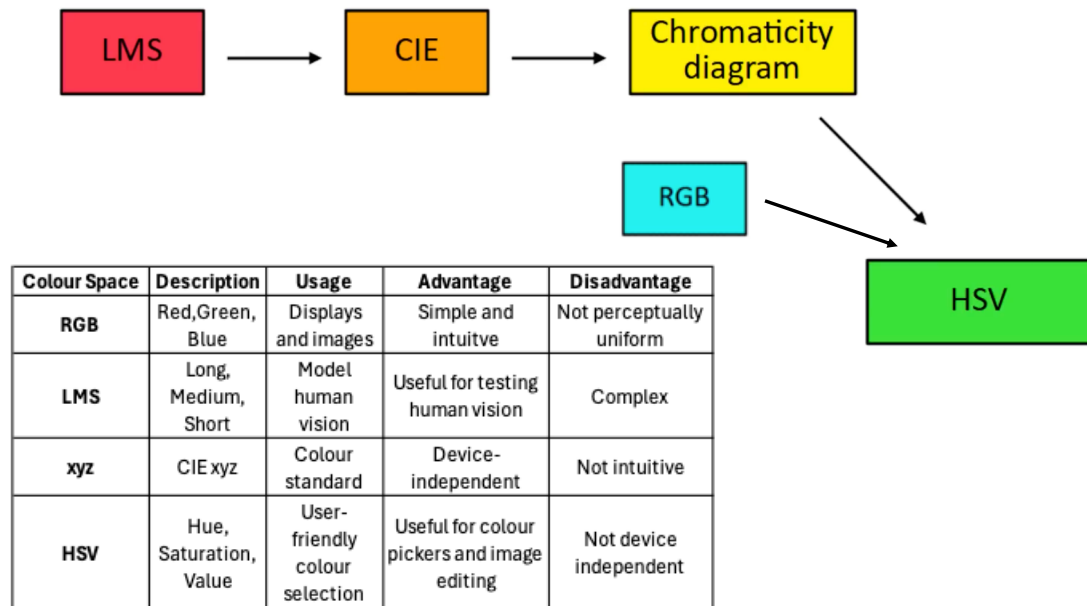 LMS
CIE
Chromaticity
diagram
RGB
HSV
Colour Space Description Usage Advantage Disadvantage
RGB
Red,Green,
Blue
Displays
and images
Simple and
intuitve
Not perceptually
uniform
LMS
Long,
Medium,
Short
Model
human
vision
Useful for testing
human vision
Complex
xyz
CIE xyz
Colour
standard
Device-
independent
Not intuitive
HSV
Hue,
Saturation,
Value
User-
friendly
colour
selection
Useful for colour
pickers and image
editing
Not device
independent